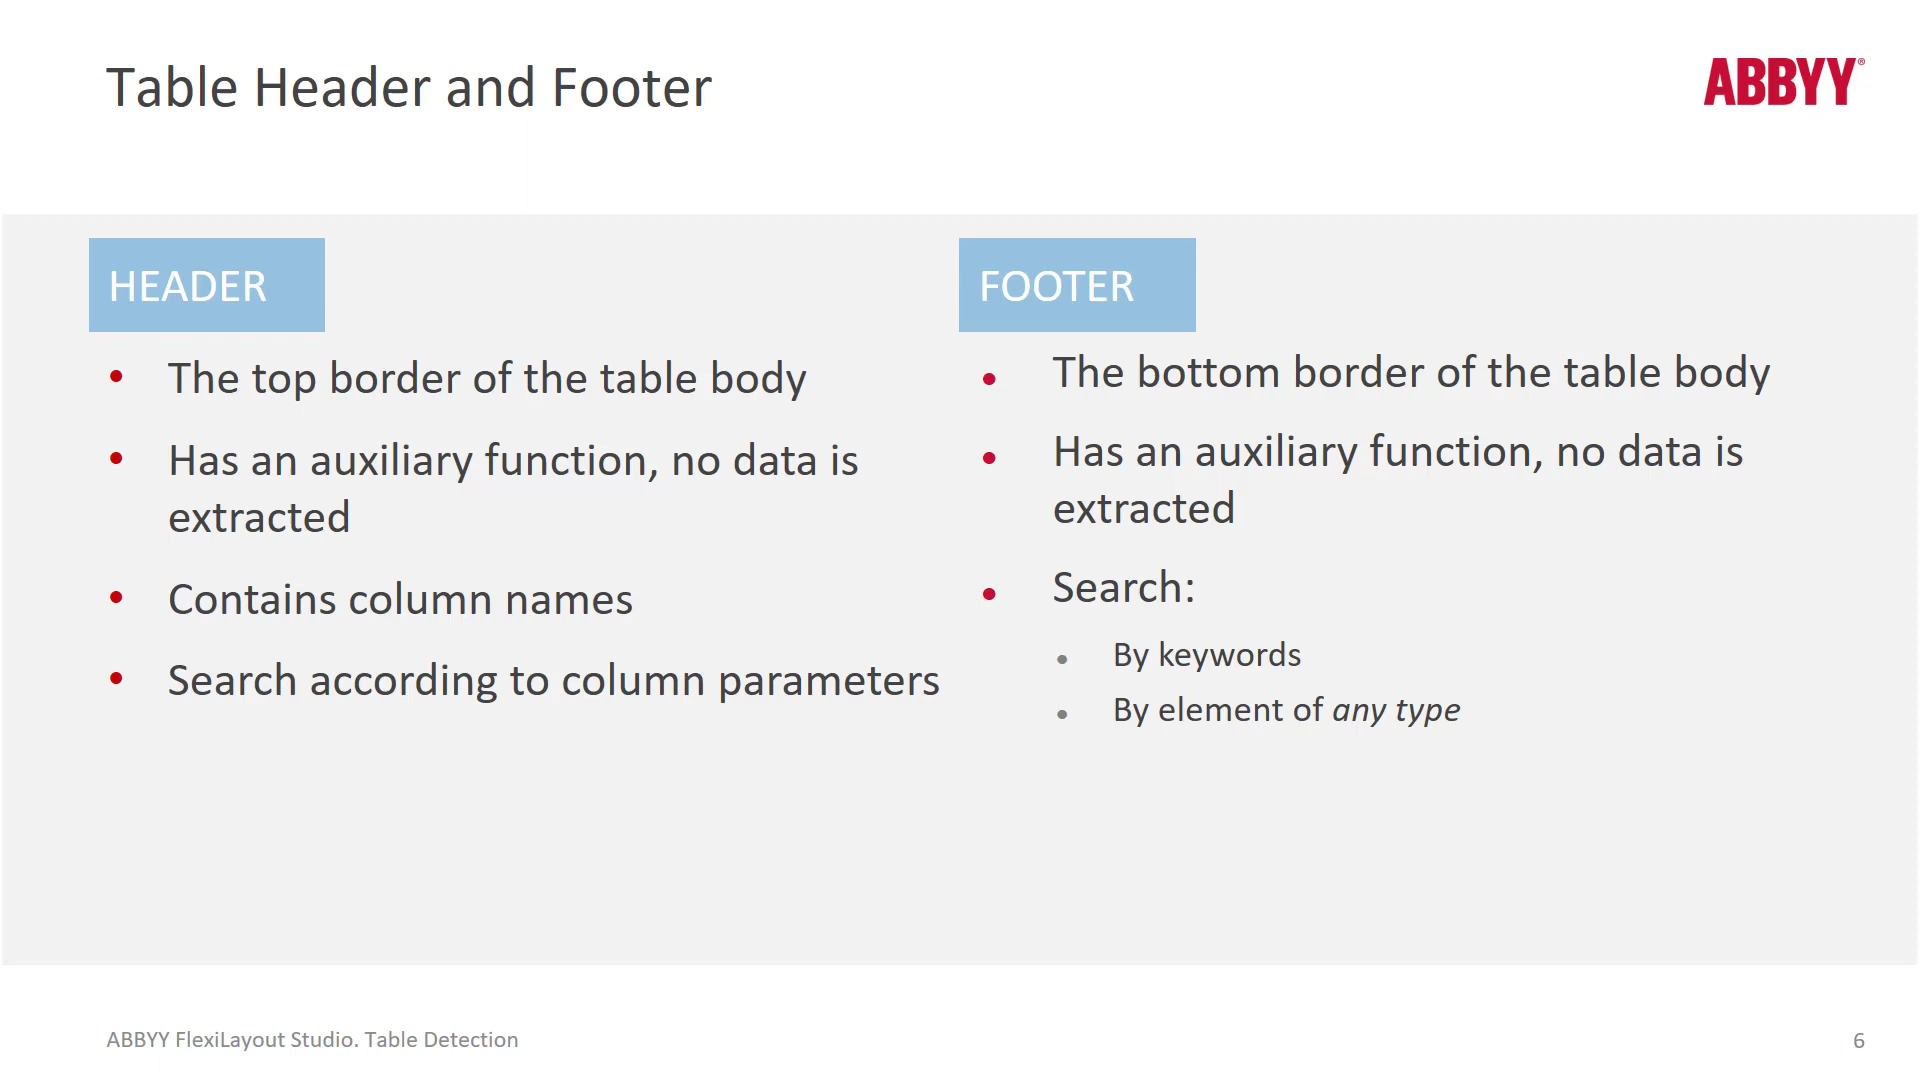 Table Header and Footer
ABBYY®
HEADER
• The top border of the table body
• Has an auxiliary function, no data is
extracted
• Contains column names
• Search according to column parameters
FOOTER
• The bottom border of the table body
• Has an auxiliary function, no data is
extracted
• Search:
• By keywords
• By element of any type
ABBYY FlexiLayout Studio. Table Detection
6